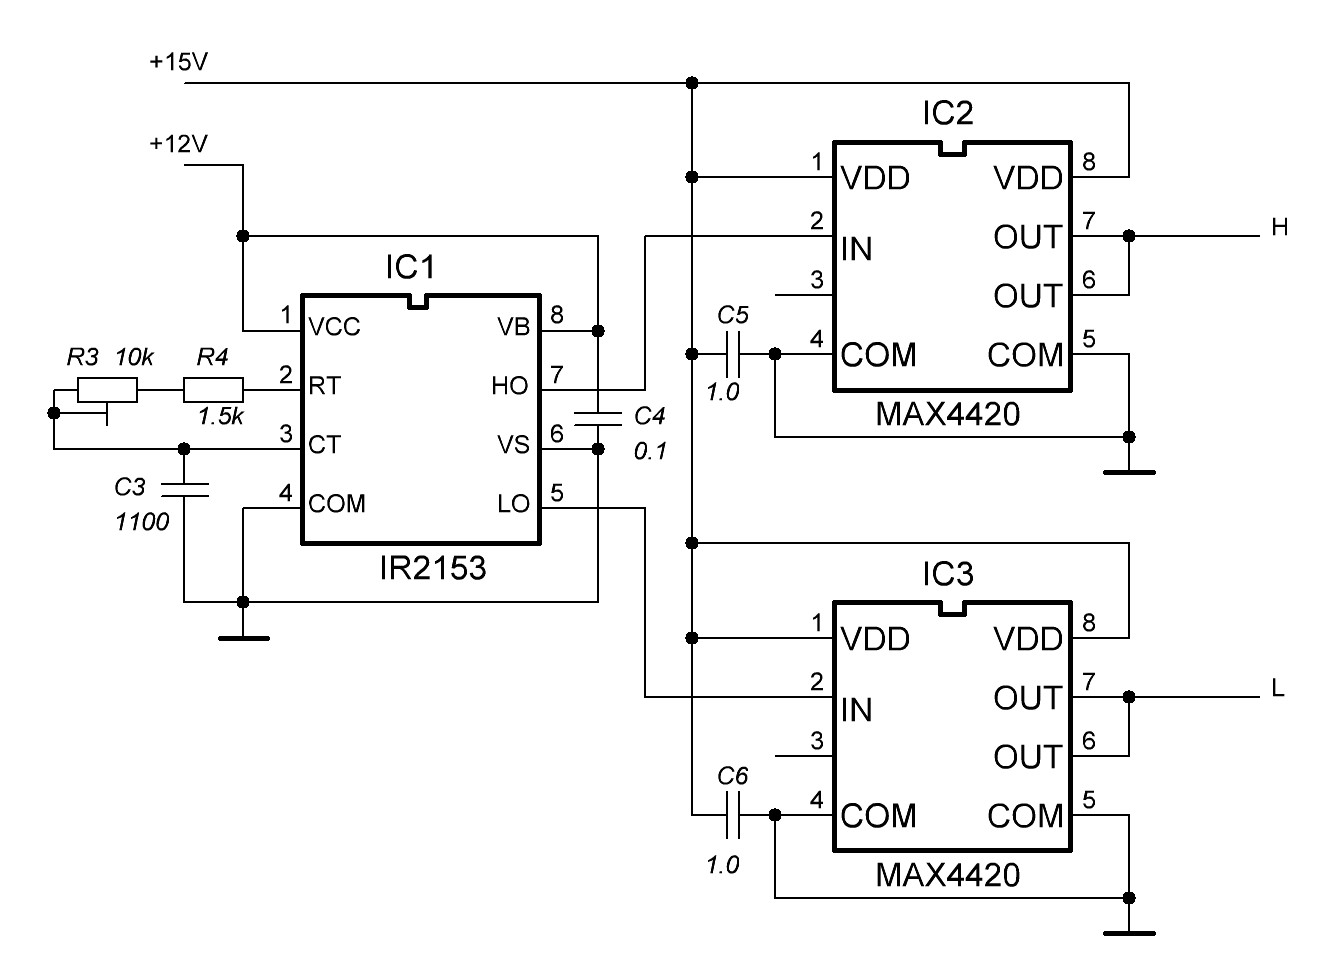 +15V
+12V
IC2
1 VDD VDD 8
2 IN OUT 7 H
3 OUT 6
4 COM COM 5
C5
1.0
MAX4420
IC1
1 VCC VB 8
R3 10k R4
2 RT HO 7
1.5k
3 CT VS 6
C4
0.1
C3
1100
4 COM LO 5
IR2153
IC3
1 VDD VDD 8
2 IN OUT 7 L
3 OUT 6
C6
4 COM COM 5
1.0
MAX4420